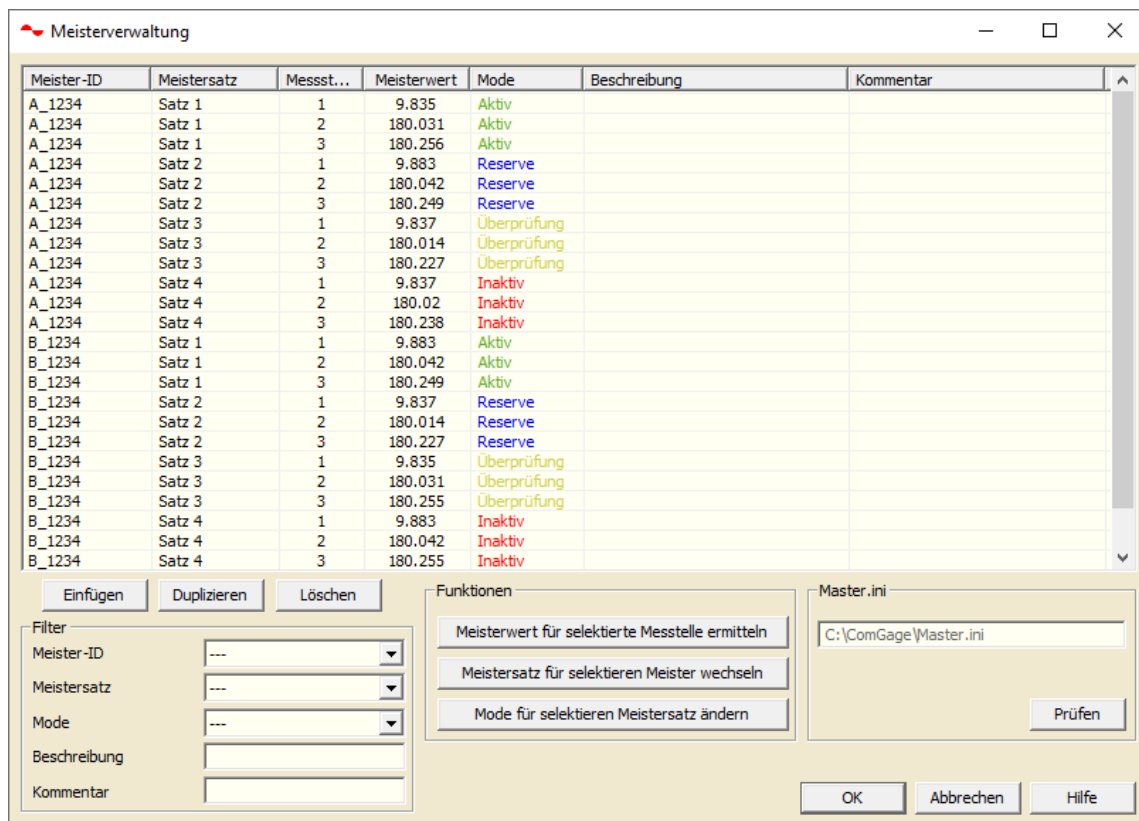 Meisterverwaltung
Meister-ID Meistersatz Messst... Meisterwert Mode Beschreibung Kommentar
A_1234 Satz 1 1 9.835 Aktiv
A_1234 Satz 1 2 180.031 Aktiv
A_1234 Satz 1 3 180.256 Aktiv
A_1234 Satz 2 1 9.883 Reserve
A_1234 Satz 2 2 180.042 Reserve
A_1234 Satz 2 3 180.249 Reserve
A_1234 Satz 3 1 9.837 Überprüfung
A_1234 Satz 3 2 180.014 Überprüfung
A_1234 Satz 3 3 180.227 Überprüfung
A_1234 Satz 4 1 9.837 Inaktiv
A_1234 Satz 4 2 180.02 Inaktiv
A_1234 Satz 4 3 180.238 Inaktiv
B_1234 Satz 1 1 9.883 Aktiv
B_1234 Satz 1 2 180.042 Aktiv
B_1234 Satz 1 3 180.249 Aktiv
B_1234 Satz 2 1 9.837 Reserve
B_1234 Satz 2 2 180.014 Reserve
B_1234 Satz 2 3 180.227 Reserve
B_1234 Satz 3 1 9.835 Überprüfung
B_1234 Satz 3 2 180.031 Überprüfung
B_1234 Satz 3 3 180.255 Überprüfung
B_1234 Satz 4 1 9.883 Inaktiv
B_1234 Satz 4 2 180.042 Inaktiv
B_1234 Satz 4 3 180.255 Inaktiv
Einfügen Duplizieren Löschen
Filter
Meister-ID ---
Meistersatz ---
Mode ---
Beschreibung
Kommentar
Funktionen
Meisterwert für selektierte Messtelle ermitteln
Meistersatz für selektieren Meister wechseln
Mode für selektieren Meistersatz ändern
Master.ini
C:\ComGage\Master.ini
Prüfen
OK Abbrechen Hilfe